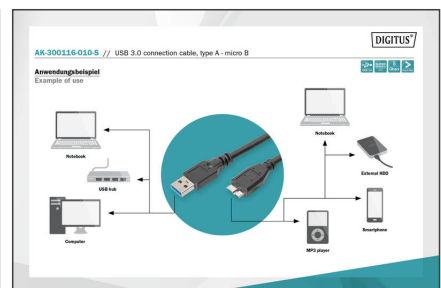 DIGITUS®
AK-300116-010-S // USB 3.0 connection cable, type A - micro B
Anwendungsbeispiel
Example of use
Notebook
USB hub
Computer
Notebook
External HDD
Smartphone
MP3 player